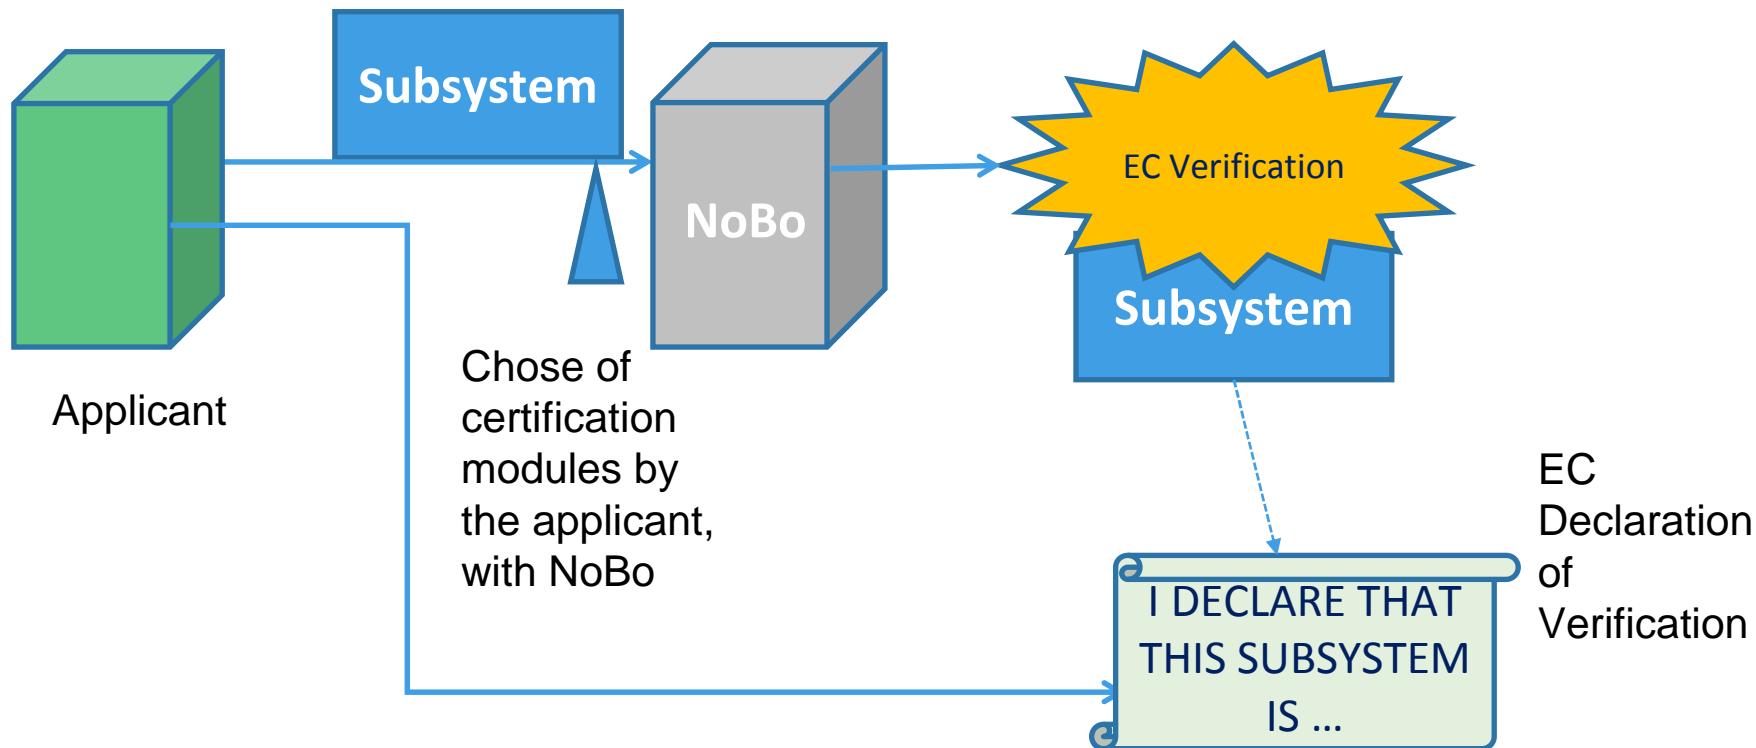 Subsystem
NoBo
EC Verification
Subsystem
Applicant
Chose of
certification
modules by
the applicant,
with NoBo
EC
Declaration
of
Verification
I DECLARE THAT
THIS SUBSYSTEM
IS ...